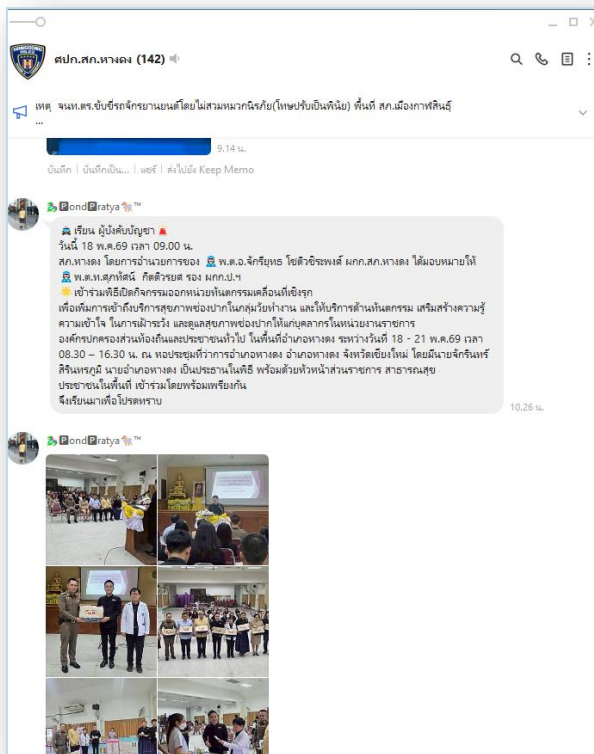 ศปก.สภ.หางดง (142)
เหตุ จนท.ตร.ขับขี่รถจักรยานยนต์โดยไม่สวมหมวกนิรภัย(โทษปรับเป็นพินัย) พื้นที่ สภ.เมืองกาฬสินธุ์
...
9.14 น.
บันทึก | บันทึกเป็น... | แชร์ | ส่งไปยัง Keep Memo
🅿ond🅿ratya🐅™
🚔 เรียน ผู้บังคับบัญชา 🚨
วันนี้ 18 พ.ค.69 เวลา 09.00 น.
สภ.หางดง โดยการอำนวยการของ 👮 พ.ต.อ.จักรียุทธ โชติวชิระพงศ์ ผกก.สภ.หางดง ได้มอบหมายให้
👮 พ.ต.ท.ศุภทัศน์ กิตติวรยศ รอง ผกก.ป.ฯ
🌟 เข้าร่วมพิธีเปิดกิจกรรมออกหน่วยทันตกรรมเคลื่อนที่เชิงรุก
เพื่อเพิ่มการเข้าถึงบริการสุขภาพช่องปากในกลุ่มวัยทำงาน และให้บริการด้านทันตกรรม เสริมสร้างความรู้
ความเข้าใจ ในการเฝ้าระวัง และดูแลสุขภาพช่องปากให้แก่บุคลากรในหน่วยงานราชการ
องค์กรปกครองส่วนท้องถิ่นและประชาชนทั่วไป ในพื้นที่อำเภอหางดง ระหว่างวันที่ 18 - 21 พ.ค.69 เวลา
08.30 – 16.30 น. ณ หอประชุมที่ว่าการอำเภอหางดง อำเภอหางดง จังหวัดเชียงใหม่ โดยมีนายจักรินทร์
สิรินทรภูมิ นายอำเภอหางดง เป็นประธานในพิธี พร้อมด้วยหัวหน้าส่วนราชการ สาธารณสุข
ประชาชนในพื้นที่ เข้าร่วมโดยพร้อมเพรียงกัน
จึงเรียนมาเพื่อโปรดทราบ
10.26 น.
🅿ond🅿ratya🐅™